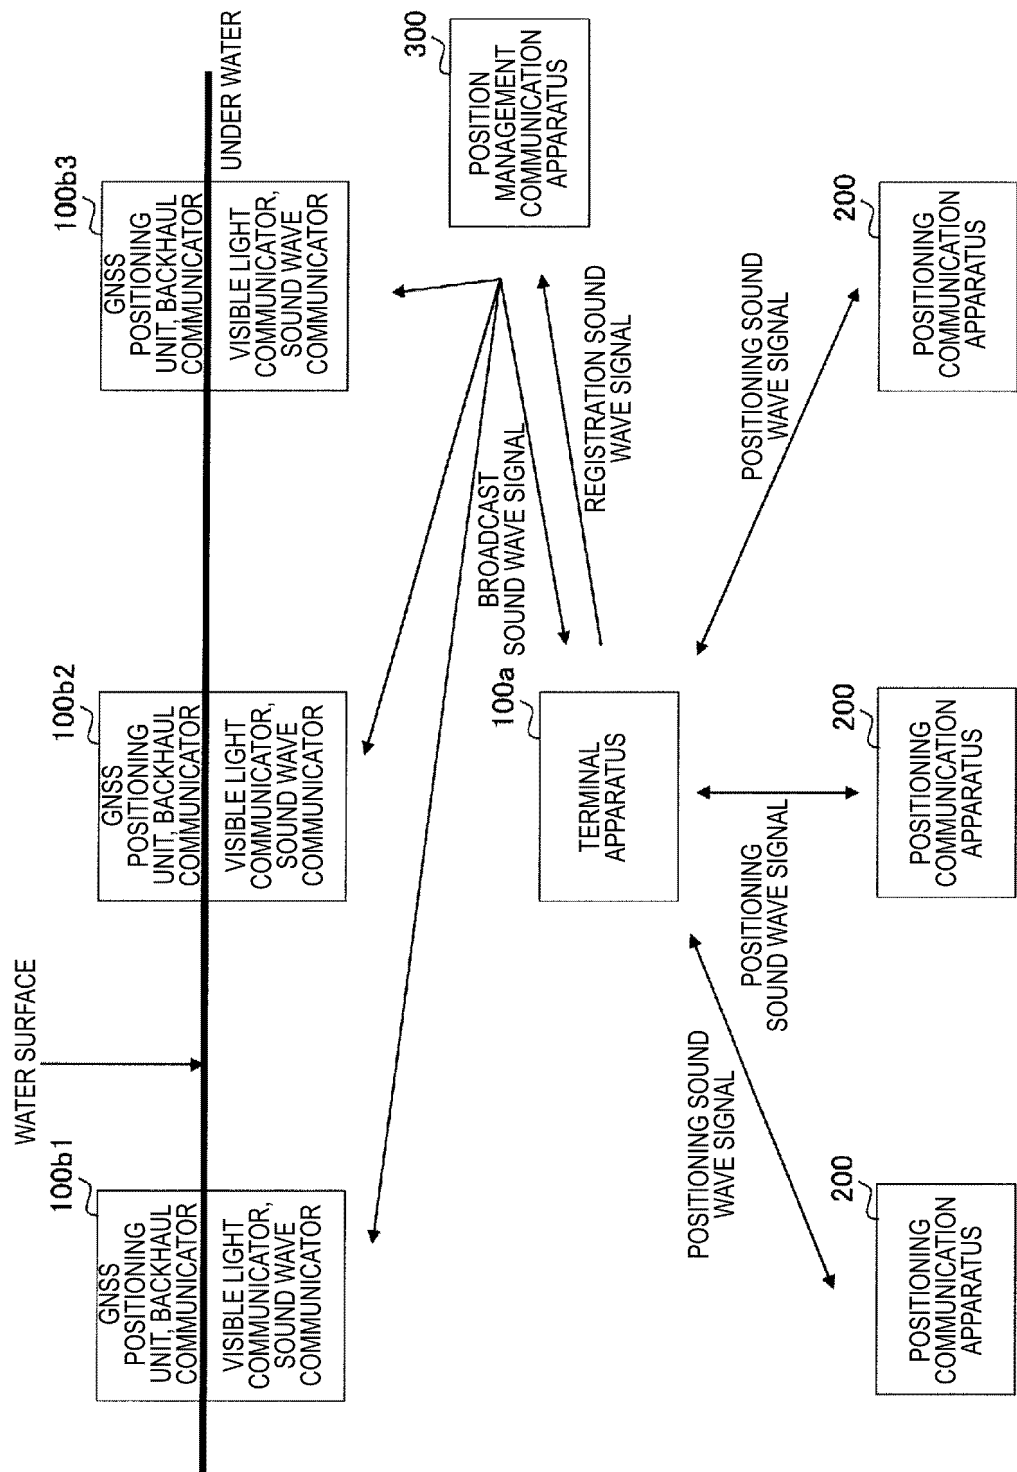 WATER SURFACE
100b1
GNSS
POSITIONING
UNIT, BACKHAUL
COMMUNICATOR
VISIBLE LIGHT
COMMUNICATOR,
SOUND WAVE
COMMUNICATOR
100b2
GNSS
POSITIONING
UNIT, BACKHAUL
COMMUNICATOR
VISIBLE LIGHT
COMMUNICATOR,
SOUND WAVE
COMMUNICATOR
100b3
GNSS
POSITIONING
UNIT, BACKHAUL
COMMUNICATOR
VISIBLE LIGHT
COMMUNICATOR,
SOUND WAVE
COMMUNICATOR
UNDER WATER
300
POSITION
MANAGEMENT
COMMUNICATION
APPARATUS
BROADCAST
SOUND WAVE SIGNAL
REGISTRATION SOUND
WAVE SIGNAL
100a
TERMINAL
APPARATUS
POSITIONING SOUND
WAVE SIGNAL
POSITIONING
SOUND WAVE SIGNAL
POSITIONING SOUND
WAVE SIGNAL
200
POSITIONING
COMMUNICATION
APPARATUS
200
POSITIONING
COMMUNICATION
APPARATUS
200
POSITIONING
COMMUNICATION
APPARATUS